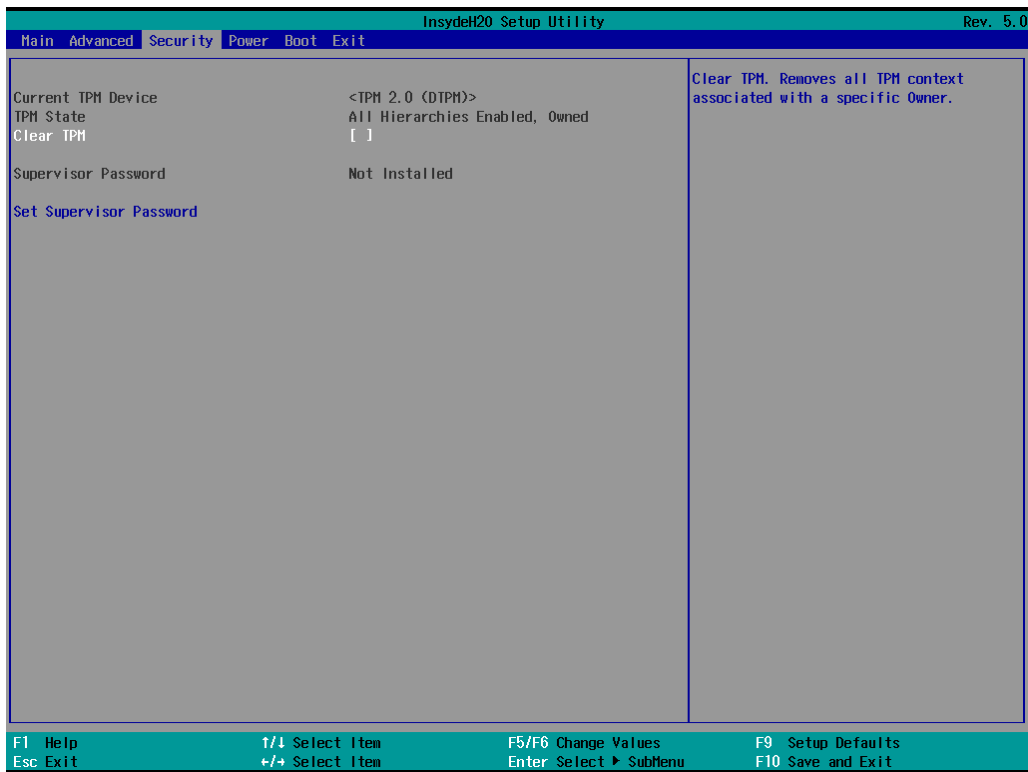 InsydeH20 Setup Utility Rev. 5.0
Main Advanced Security Power Boot Exit
Clear TPM. Removes all TPM context
associated with a specific Owner.
Current TPM Device <TPM 2.0 (DTPM)>
TPM State All Hierarchies Enabled, Owned
Clear TPM [ ]
Supervisor Password Not Installed
Set Supervisor Password
F1 Help ↑/↓ Select Item F5/F6 Change Values F9 Setup Defaults
Esc Exit ←/→ Select Item Enter Select ▶ SubMenu F10 Save and Exit